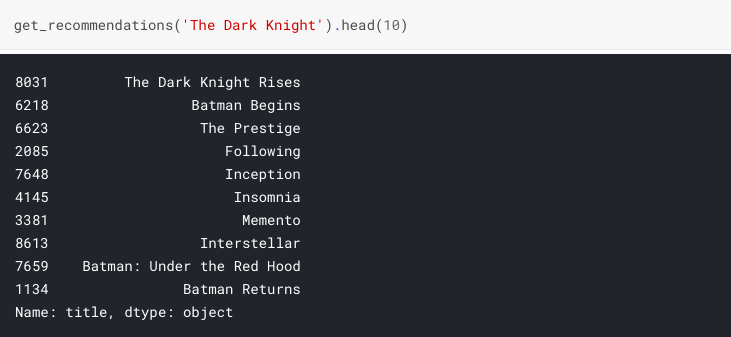 get_recommendations('The Dark Knight').head(10)
8031 The Dark Knight Rises
6218 Batman Begins
6623 The Prestige
2085 Following
7648 Inception
4145 Insomnia
3381 Memento
8613 Interstellar
7659 Batman: Under the Red Hood
1134 Batman Returns
Name: title, dtype: object